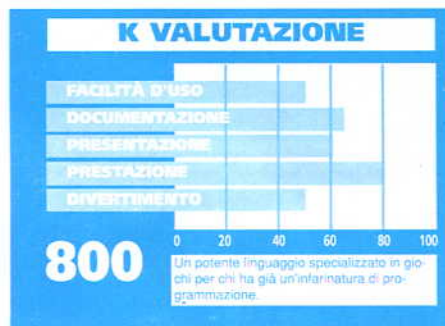 K VALUTAZIONE
FACILITÀ D'USO
DOCUMENTAZIONE
PRESENTAZIONE
PRESTAZIONE
DIVERTIMENTO
0 20 40 60 80 100
800
Un potente linguaggio specializzato in gio-
chi per chi ha già un'infarinatura di pro-
grammazione.